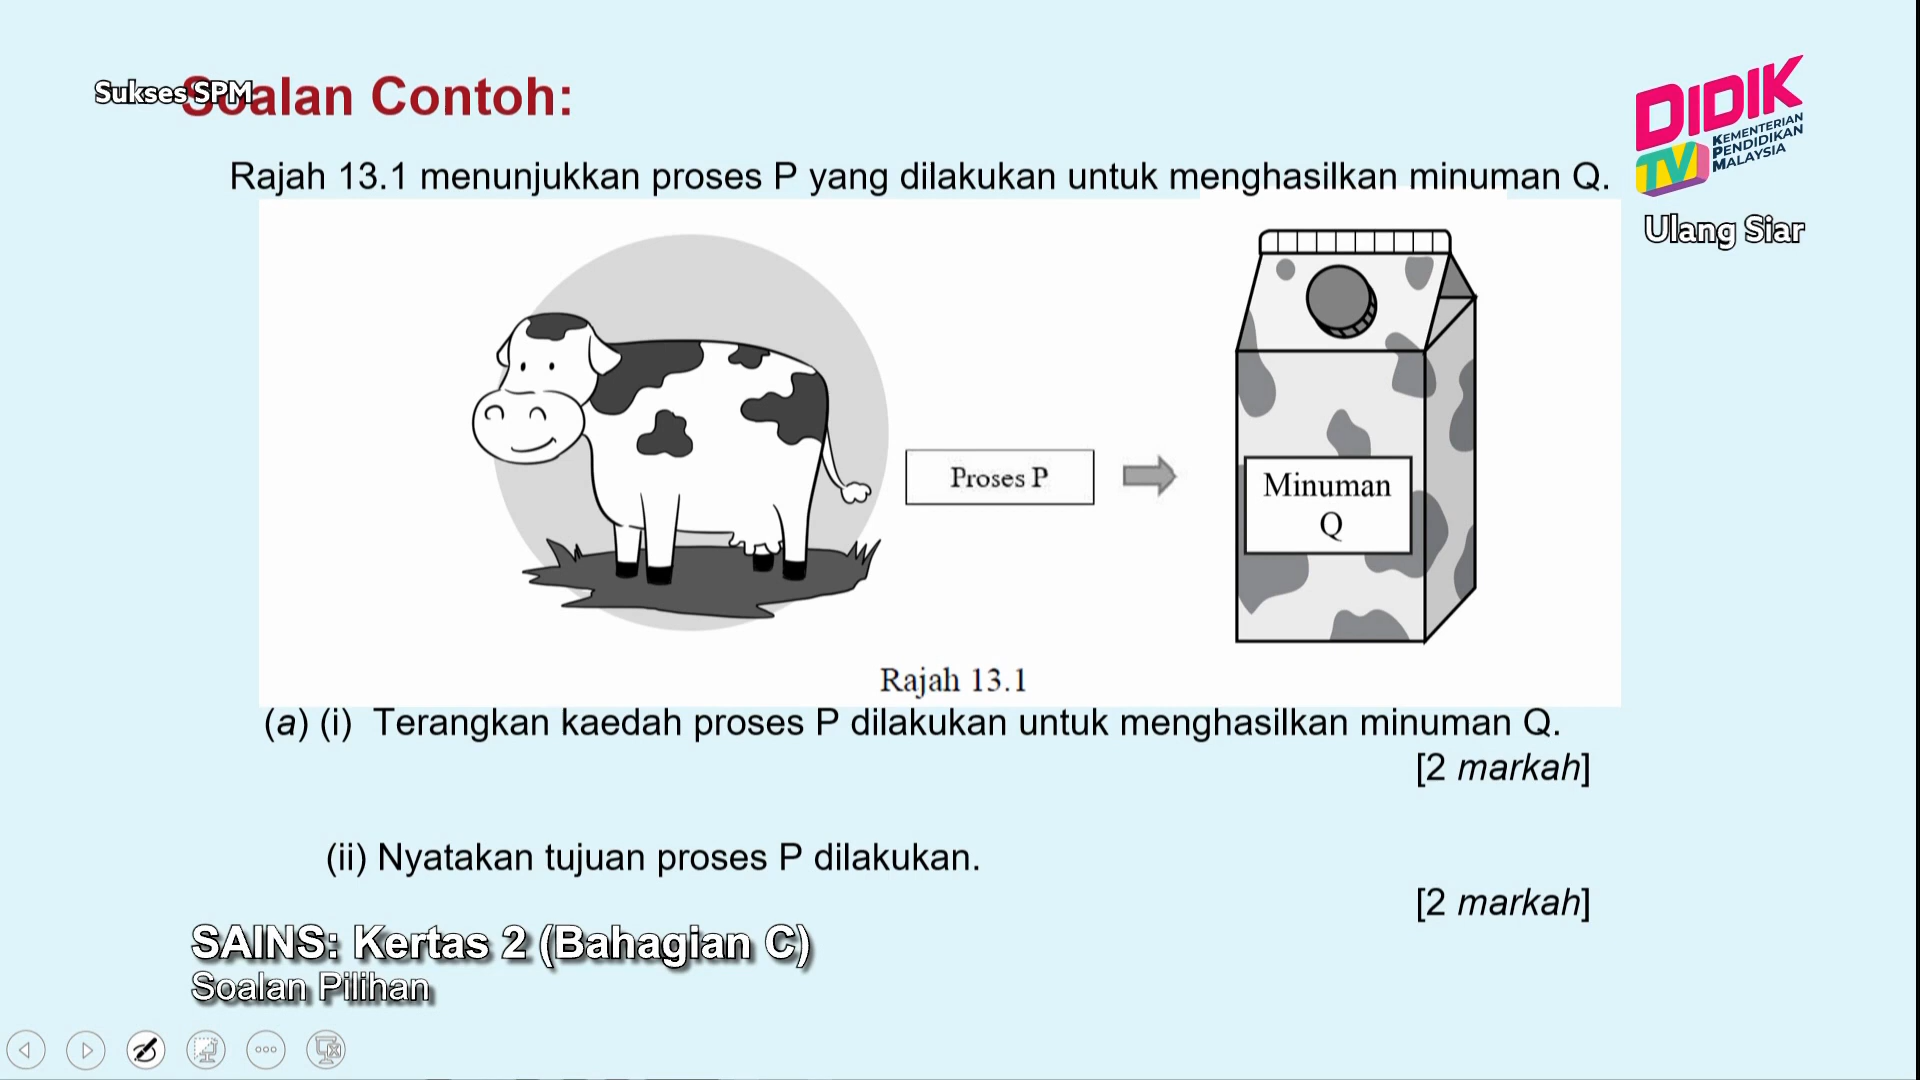 Sukses SPM
Soalan Contoh:
DIDIK
TV
KEMENTERIAN
PENDIDIKAN
MALAYSIA
Ulang Siar
Rajah 13.1 menunjukkan proses P yang dilakukan untuk menghasilkan minuman Q.
Proses P
Minuman
Q
Rajah 13.1
(a) (i) Terangkan kaedah proses P dilakukan untuk menghasilkan minuman Q.
[2 markah]
(ii) Nyatakan tujuan proses P dilakukan.
[2 markah]
SAINS: Kertas 2 (Bahagian C)
Soalan Pilihan